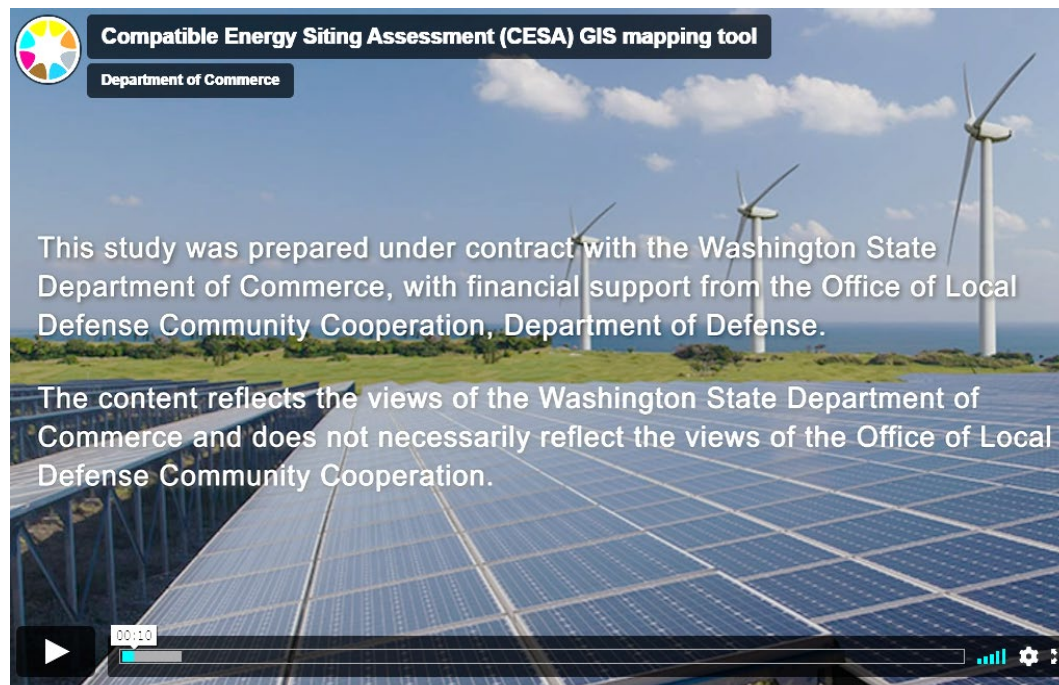 Compatible Energy Siting Assessment (CESA) GIS mapping tool
Department of Commerce
This study was prepared under contract with the Washington State
Department of Commerce, with financial support from the Office of Local
Defense Community Cooperation, Department of Defense.
The content reflects the views of the Washington State Department of
Commerce and does not necessarily reflect the views of the Office of Local
Defense Community Cooperation.
00:10